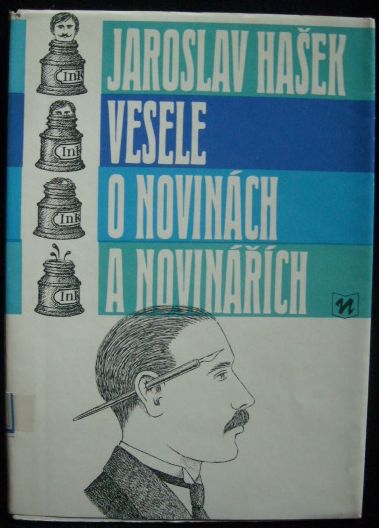 Ink
JAROSLAV HAŠEK
Ink
VESELE
Ink
O NOVINÁCH
Ink
A NOVINÁŘÍCH
n